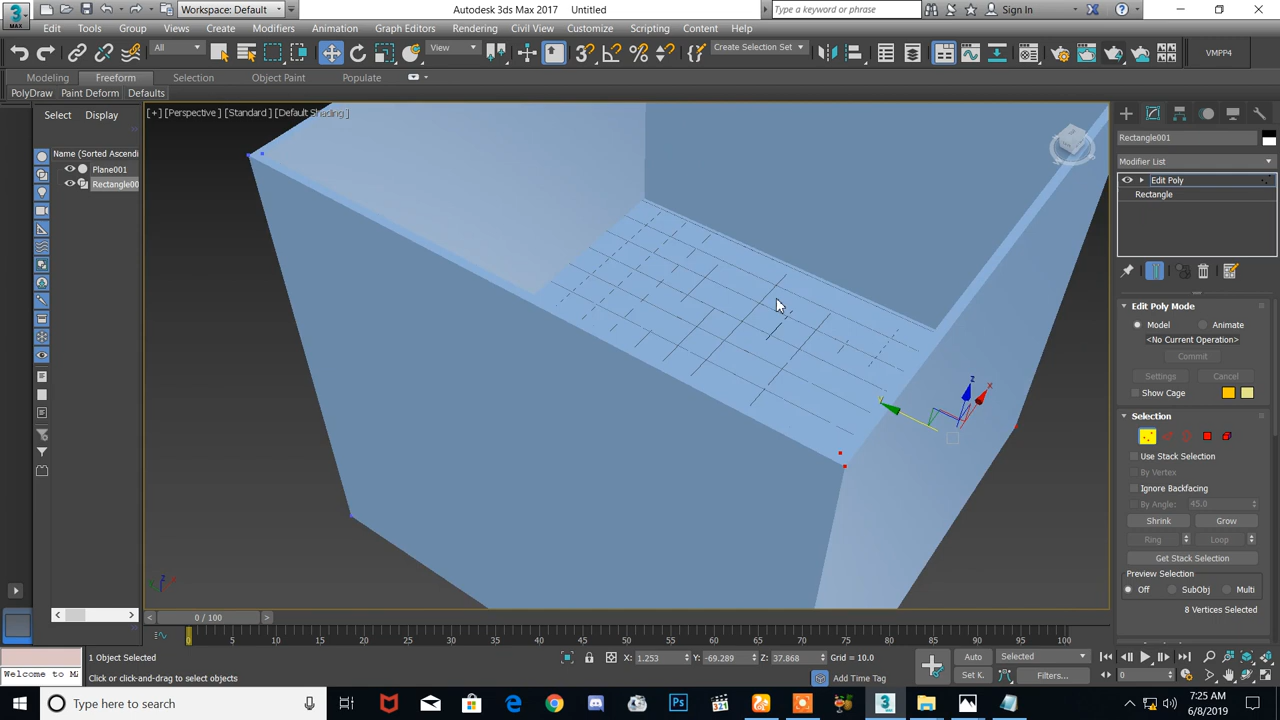 Workspace: Default
Autodesk 3ds Max 2017    Untitled
Type a keyword or phrase
Sign In
MAX
Edit Tools Group Views Create Modifiers Animation Graph Editors Rendering Civil View Customize Scripting Content Help
All
View
Create Selection Set
VMPP4
Modeling Freeform Selection Object Paint Populate
PolyDraw Paint Deform Defaults
Select Display
[+] [Perspective ] [Standard ] [Default Shading ]
Name (Sorted Ascendi
Plane001
Rectangle00
z
x
y
Rectangle001
Modifier List
Edit Poly
Rectangle
Edit Poly Mode
Model Animate
<No Current Operation>
Commit
Settings Cancel
Show Cage
Selection
Use Stack Selection
By Vertex
Ignore Backfacing
By Angle: 45.0
Shrink Grow
Ring Loop
Get Stack Selection
Preview Selection
Off SubObj Multi
8 Vertices Selected
0 / 100
0 5 10 15 20 25 30 35 40 45 50 55 60 65 70 75 80 85 90 95 100
1 Object Selected
X: 1.253 Y: -69.289 Z: 37.868 Grid = 10.0
Auto Selected
Welcome to M
Click or click-and-drag to select objects
Add Time Tag
Set K. Filters...
0
Type here to search
7:25 AM
6/8/2019